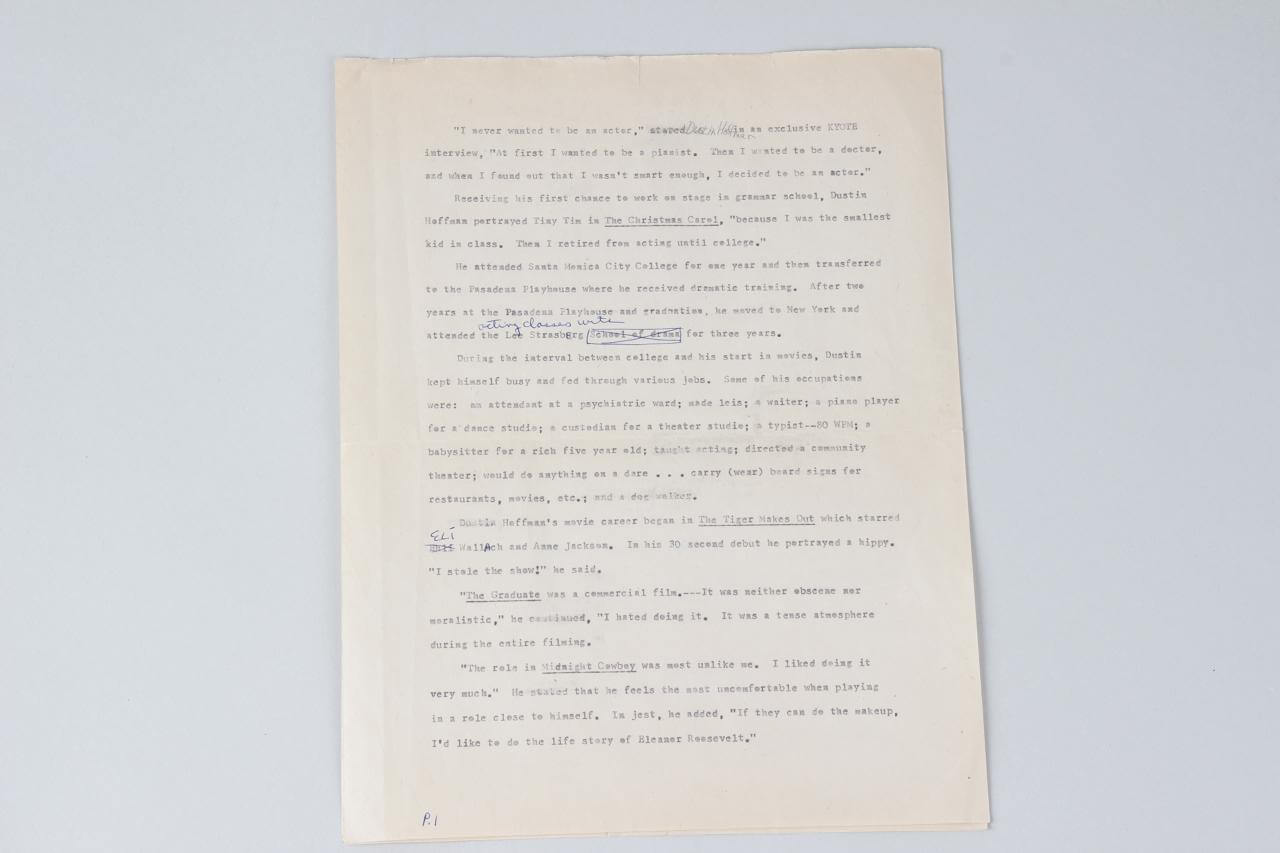 "I never wanted to be an actor," stated Dustin Hoffman in an exclusive KYOTE
interview, "At first I wanted to be a pianist. Then I wanted to be a doctor,
and when I found out that I wasn't smart enough, I decided to be an actor."
Receiving his first chance to work on stage in grammar school, Dustin
Hoffman portrayed Tiny Tim in The Christmas Carol, "because I was the smallest
kid in class. Then I retired from acting until college."
He attended Santa Monica City College for one year and then transferred
to the Pasadena Playhouse where he received dramatic training. After two
years at the Pasadena Playhouse and graduation, he moved to New York and
acting classes with
attended the Lee Strasberg School of drama for three years.
During the interval between college and his start in movies, Dustin
kept himself busy and fed through various jobs. Some of his occupations
were: an attendant at a psychiatric ward; made leis; a waiter; a piano player
for a dance studio; a custodian for a theater studio; a typist--80 WPM; a
babysitter for a rich five year old; taught acting; directed a community
theater; would do anything on a dare . . . carry (wear) board signs for
restaurants, movies, etc.; and a dog walker.
Dustin Hoffman's movie career began in The Tiger Makes Out which starred
ELi
Wallach and Anne Jackson. In his 30 second debut he portrayed a hippy.
"I stole the show!" he said.
"The Graduate was a commercial film.---It was neither obscene nor
moralistic," he continued, "I hated doing it. It was a tense atmosphere
during the entire filming.
"The role in Midnight Cowboy was most unlike me. I liked doing it
very much." He stated that he feels the most uncomfortable when playing
in a role close to himself. In jest, he added, "If they can do the makeup,
I'd like to do the life story of Eleanor Roosevelt."
P.1